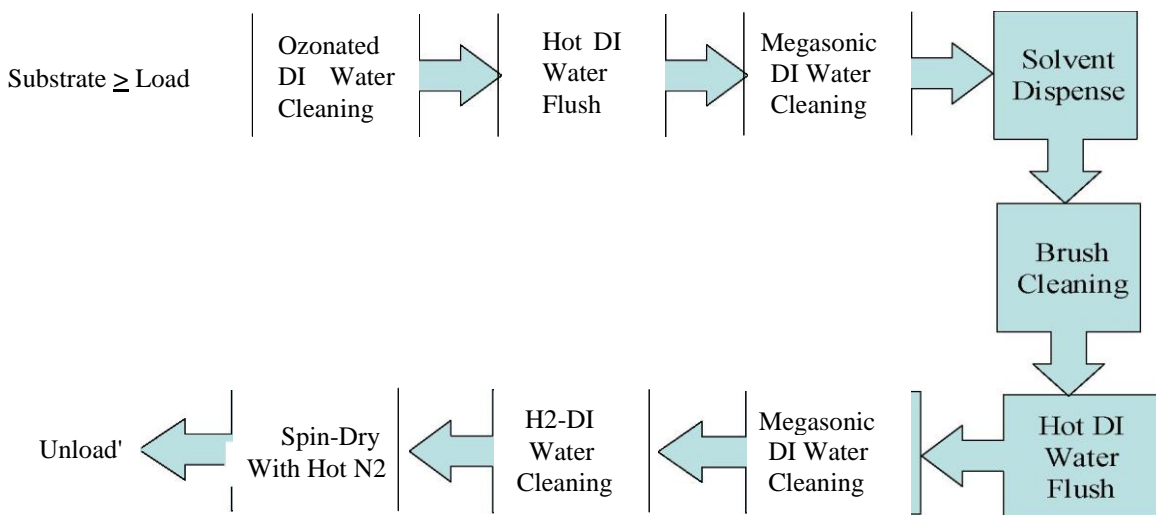 Substrate ≥ Load
Ozonated
DI Water
Cleaning
Hot DI
Water
Flush
Megasonic
DI Water
Cleaning
Solvent
Dispense
Brush
Cleaning
Hot DI
Water
Flush
Megasonic
DI Water
Cleaning
H2-DI
Water
Cleaning
Spin-Dry
With Hot N2
Unload'